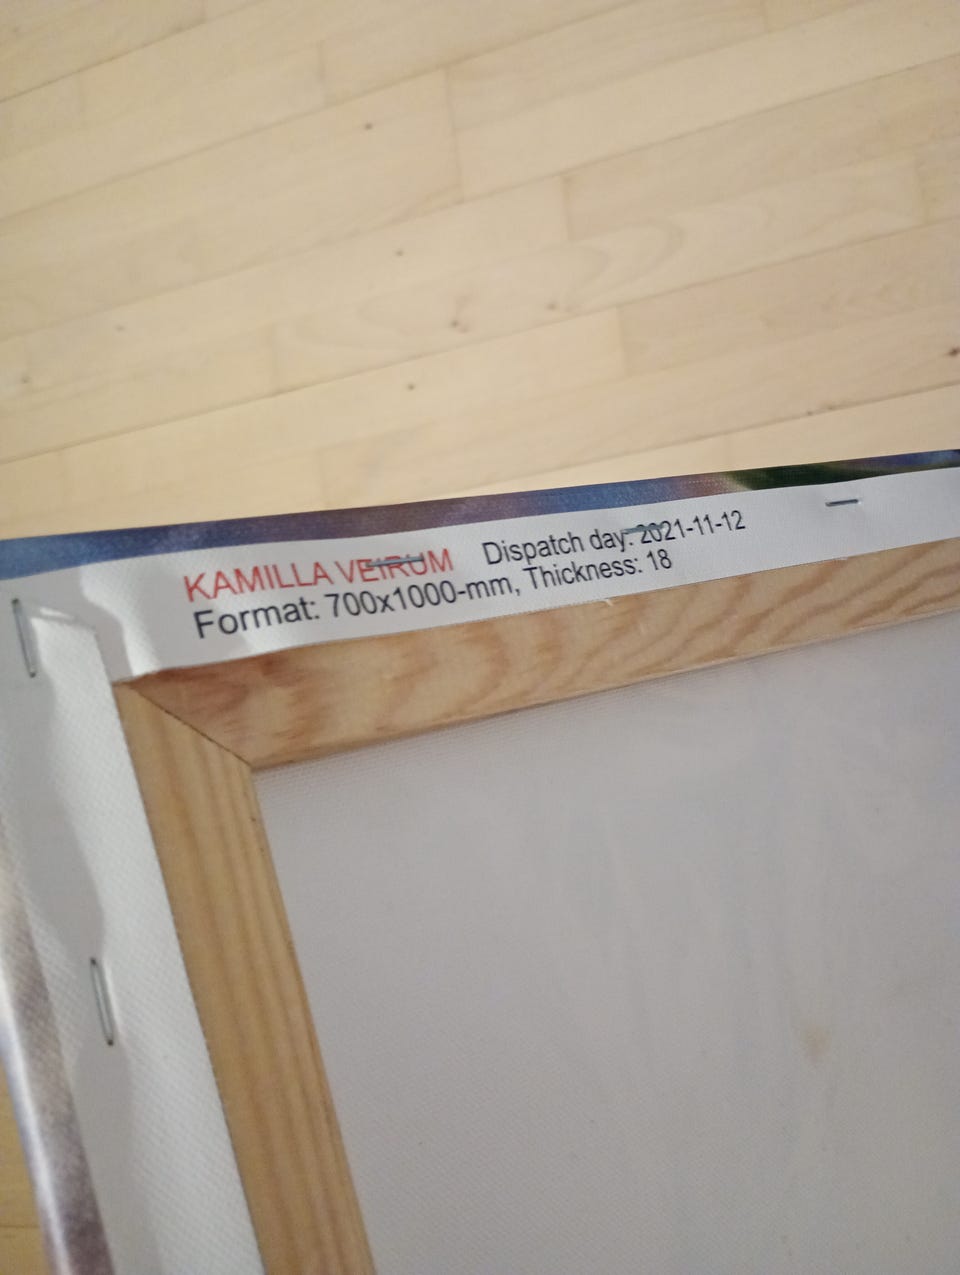 KAMILLA VEIRUM Dispatch day: 2021-11-12
Format: 700x1000-mm, Thickness: 18